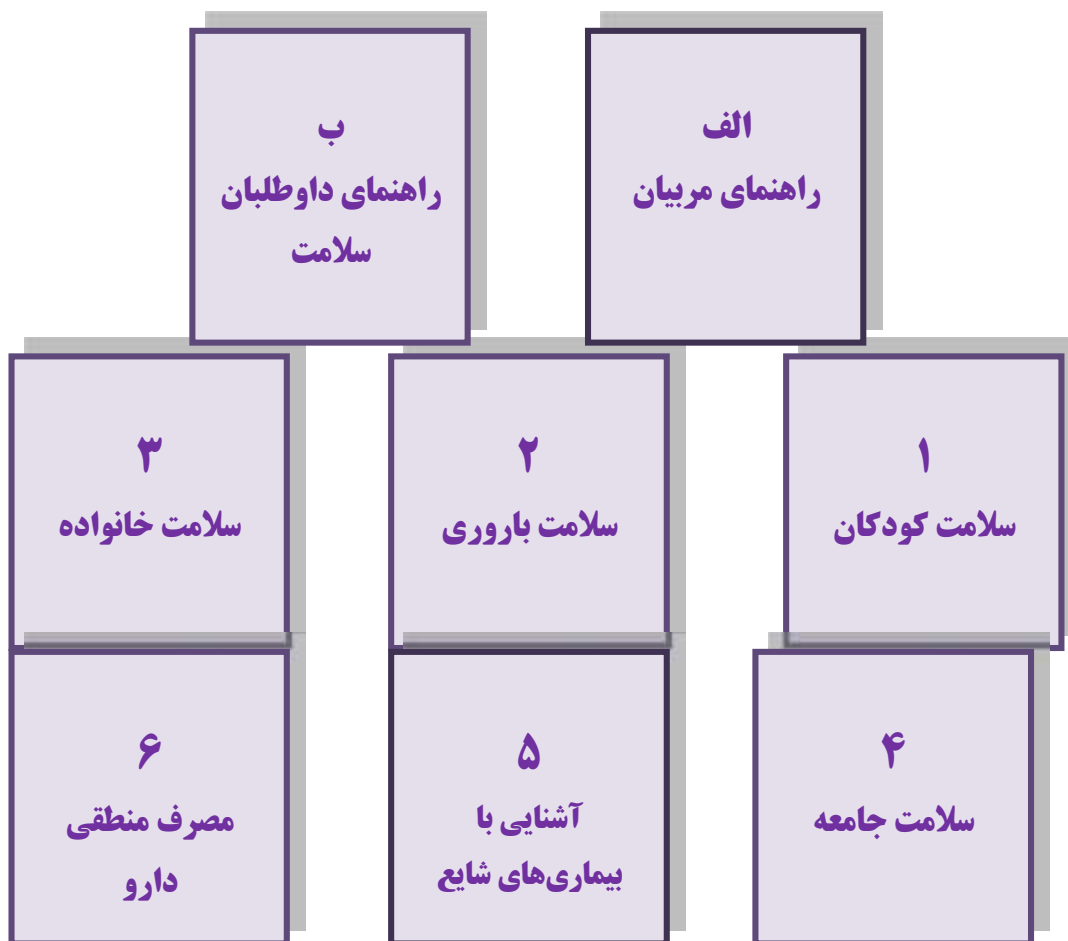 الف
راهنمای مربیان
ب
راهنمای داوطلبان
سلامت
۱
سلامت کودکان
۲
سلامت باروری
۳
سلامت خانواده
۴
سلامت جامعه
۵
آشنایی با
بیماری‌های شایع
۶
مصرف منطقی
دارو